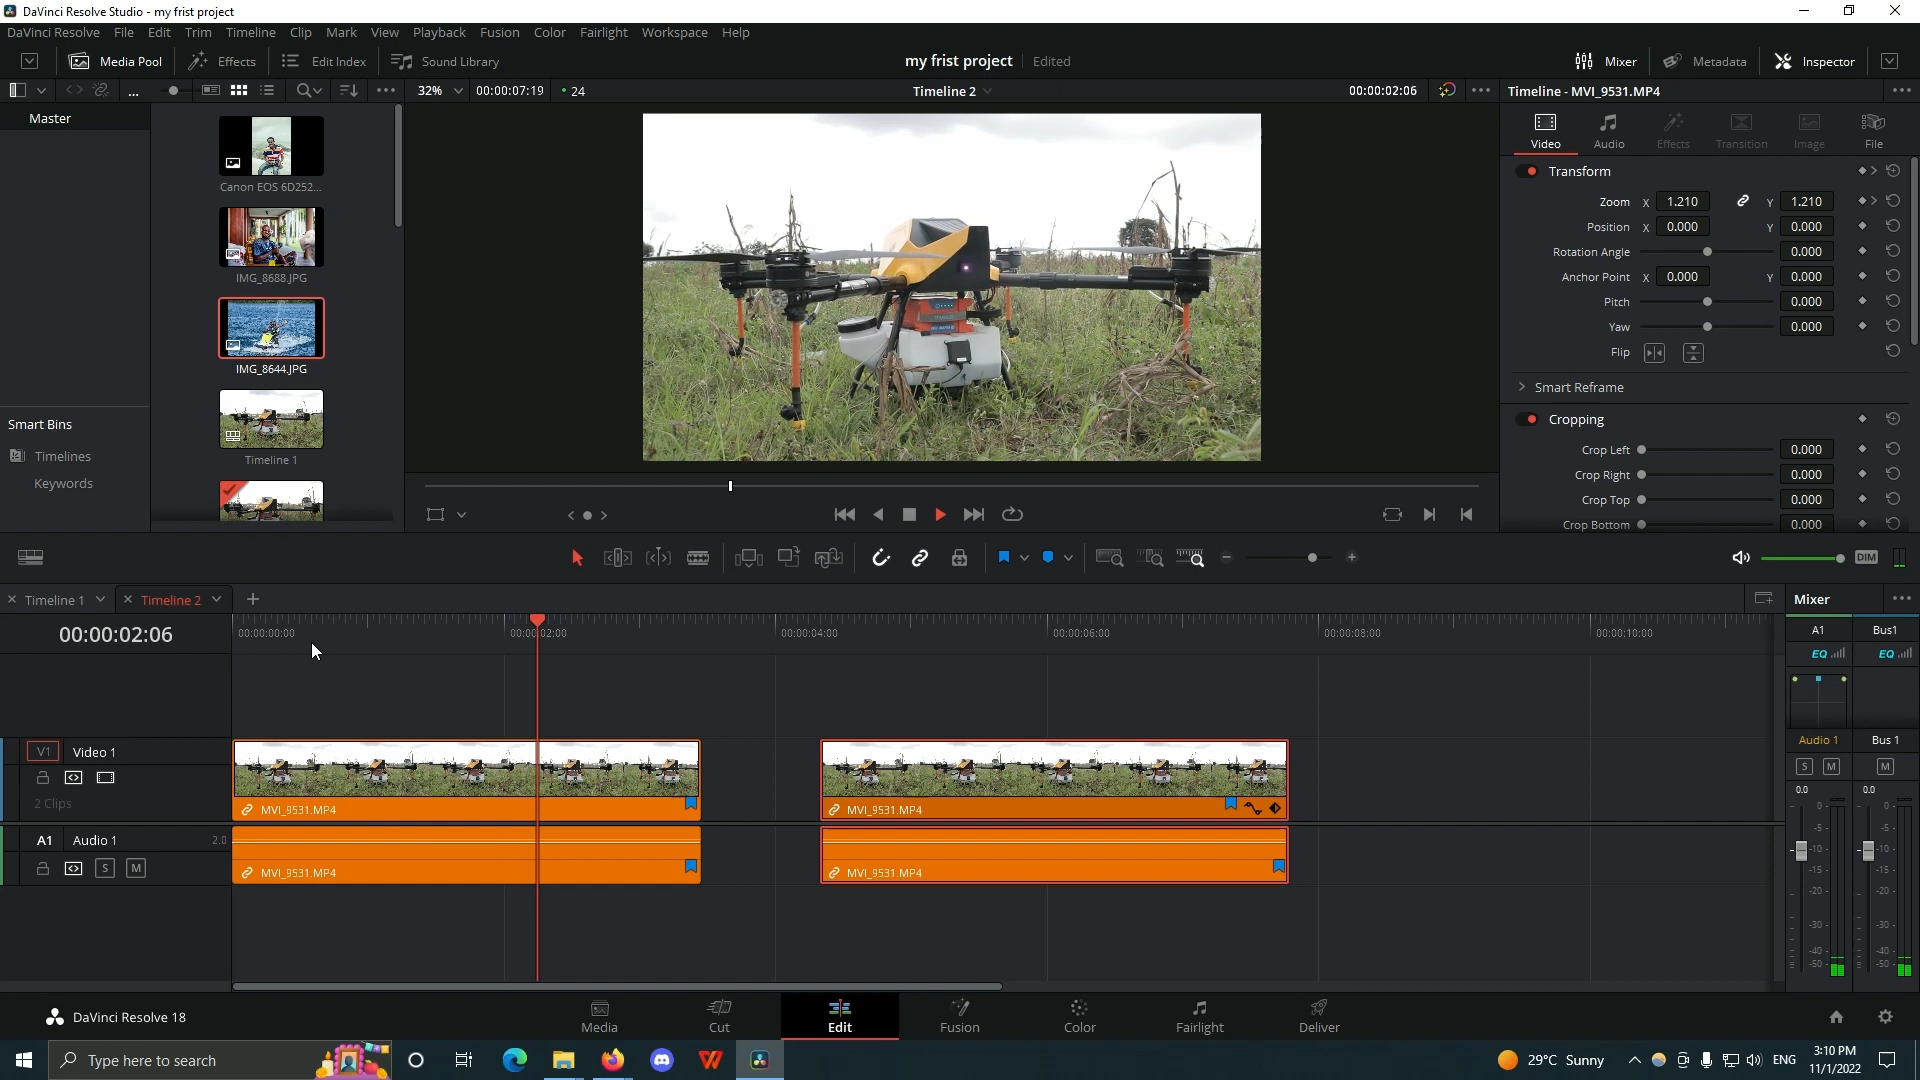 DaVinci Resolve Studio - my frist project
DaVinci Resolve File Edit Trim Timeline Clip Mark View Playback Fusion Color Fairlight Workspace Help
Media Pool Effects Edit Index Sound Library my frist project Edited Mixer Metadata Inspector
... 32% 00:00:07:19 24 Timeline 2 00:00:02:06 Timeline - MVI_9531.MP4
Master
Canon EOS 6D252...
IMG_8688.JPG
IMG_8644.JPG
Timeline 1
Smart Bins
Timelines
Keywords
Video Audio Effects Transition Image File
Transform
Zoom X 1.210 Y 1.210
Position X 0.000 Y 0.000
Rotation Angle 0.000
Anchor Point X 0.000 Y 0.000
Pitch 0.000
Yaw 0.000
Flip
Smart Reframe
Cropping
Crop Left 0.000
Crop Right 0.000
Crop Top 0.000
Crop Bottom 0.000
DIM
Timeline 1 Timeline 2 Mixer
00:00:02:06 00:00:00:00 00:00:02:00 00:00:04:00 00:00:06:00 00:00:08:00 00:00:10:00
V1 Video 1
2 Clips
MVI_9531.MP4 MVI_9531.MP4
A1 Audio 1 2.0
S M
MVI_9531.MP4 MVI_9531.MP4
A1 Bus1
EQ EQ
Audio 1 Bus 1
S M M
0.0 0.0
0 0
-5 -5
-10 -10
-15 -15
-20 -20
-30 -30
-40 -40
-50 -50
DaVinci Resolve 18 Media Cut Edit Fusion Color Fairlight Deliver
Type here to search 29°C Sunny ENG 3:10 PM
11/1/2022